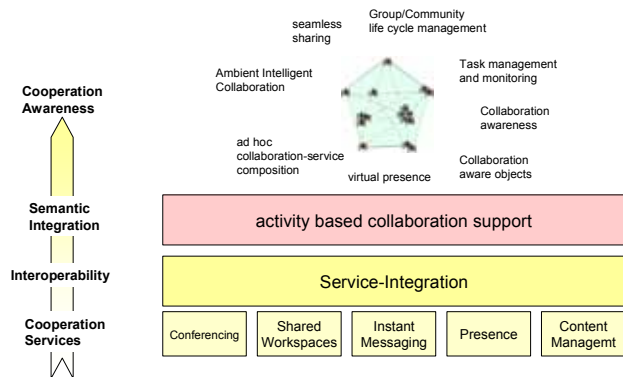 Group/Community
life cycle management
seamless
sharing
Ambient Intelligent
Collaboration
Task management
and monitoring
Cooperation
Awareness
Collaboration
awareness
ad hoc
collaboration-service
composition
Collaboration
aware objects
virtual presence
Semantic
Integration
activity based collaboration support
Interoperability
Service-Integration
Cooperation
Services
Conferencing
Shared
Workspaces
Instant
Messaging
Presence
Content
Managemt